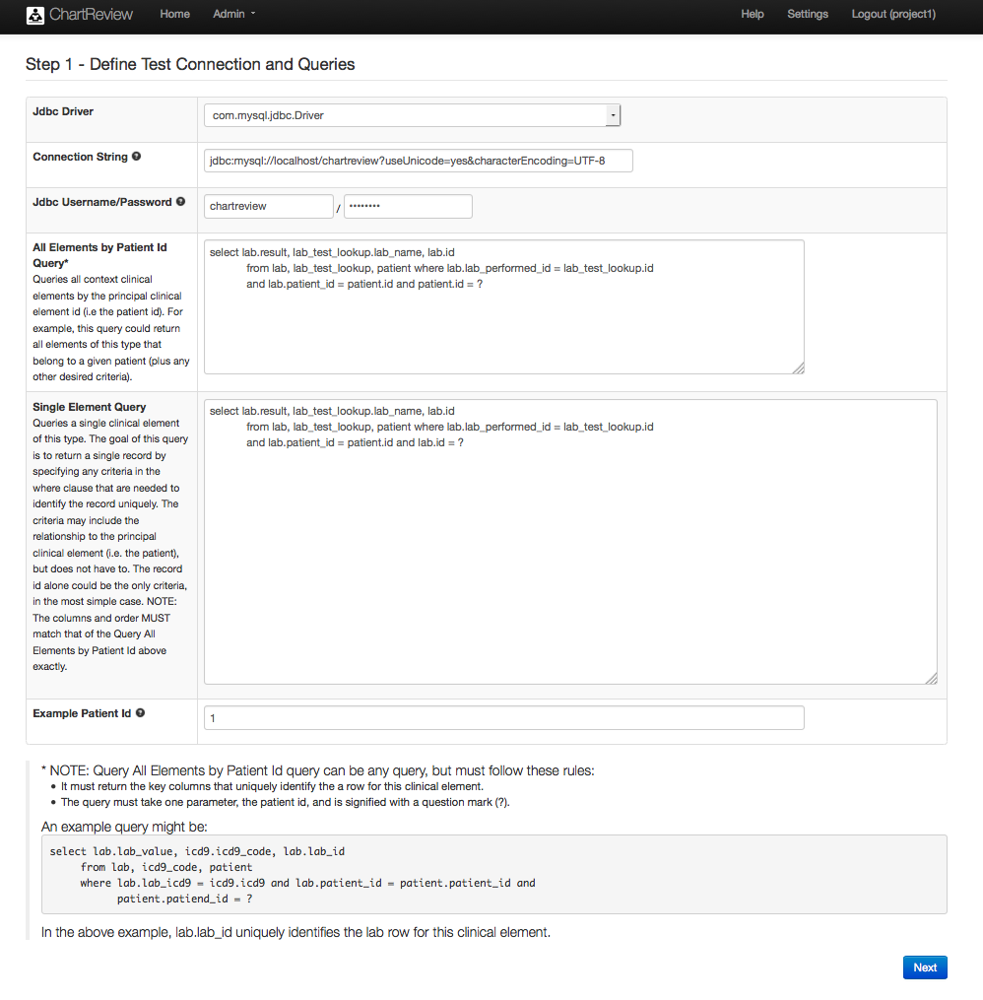 ChartReview Home Admin Help Settings Logout (project1)
Step 1 - Define Test Connection and Queries
Jdbc Driver
com.mysql.jdbc.Driver
Connection String
jdbc:mysql://localhost/chartreview?useUnicode=yes&characterEncoding=UTF-8
Jdbc Username/Password
chartreview / ••••••••
All Elements by Patient Id
Query*
Queries all context clinical
elements by the principal clinical
element id (i.e the patient id). For
example, this query could return
all elements of this type that
belong to a given patient (plus any
other desired criteria).
select lab.result, lab_test_lookup.lab_name, lab.id
from lab, lab_test_lookup, patient where lab.lab_performed_id = lab_test_lookup.id
and lab.patient_id = patient.id and patient.id = ?
Single Element Query
Queries a single clinical element
of this type. The goal of this query
is to return a single record by
specifying any criteria in the
where clause that are needed to
identify the record uniquely. The
criteria may include the
relationship to the principal
clinical element (i.e. the patient),
but does not have to. The record
id alone could be the only criteria,
in the most simple case. NOTE:
The columns and order MUST
match that of the Query All
Elements by Patient Id above
exactly.
select lab.result, lab_test_lookup.lab_name, lab.id
from lab, lab_test_lookup, patient where lab.lab_performed_id = lab_test_lookup.id
and lab.patient_id = patient.id and lab.id = ?
Example Patient Id
1
* NOTE: Query All Elements by Patient Id query can be any query, but must follow these rules:
• It must return the key columns that uniquely identify the a row for this clinical element.
• The query must take one parameter, the patient id, and is signified with a question mark (?).
An example query might be:
select lab.lab_value, icd9.icd9_code, lab.lab_id
from lab, icd9_code, patient
where lab.lab_icd9 = icd9.icd9 and lab.patient_id = patient.patient_id and
patient.patiend_id = ?
In the above example, lab.lab_id uniquely identifies the lab row for this clinical element.
Next